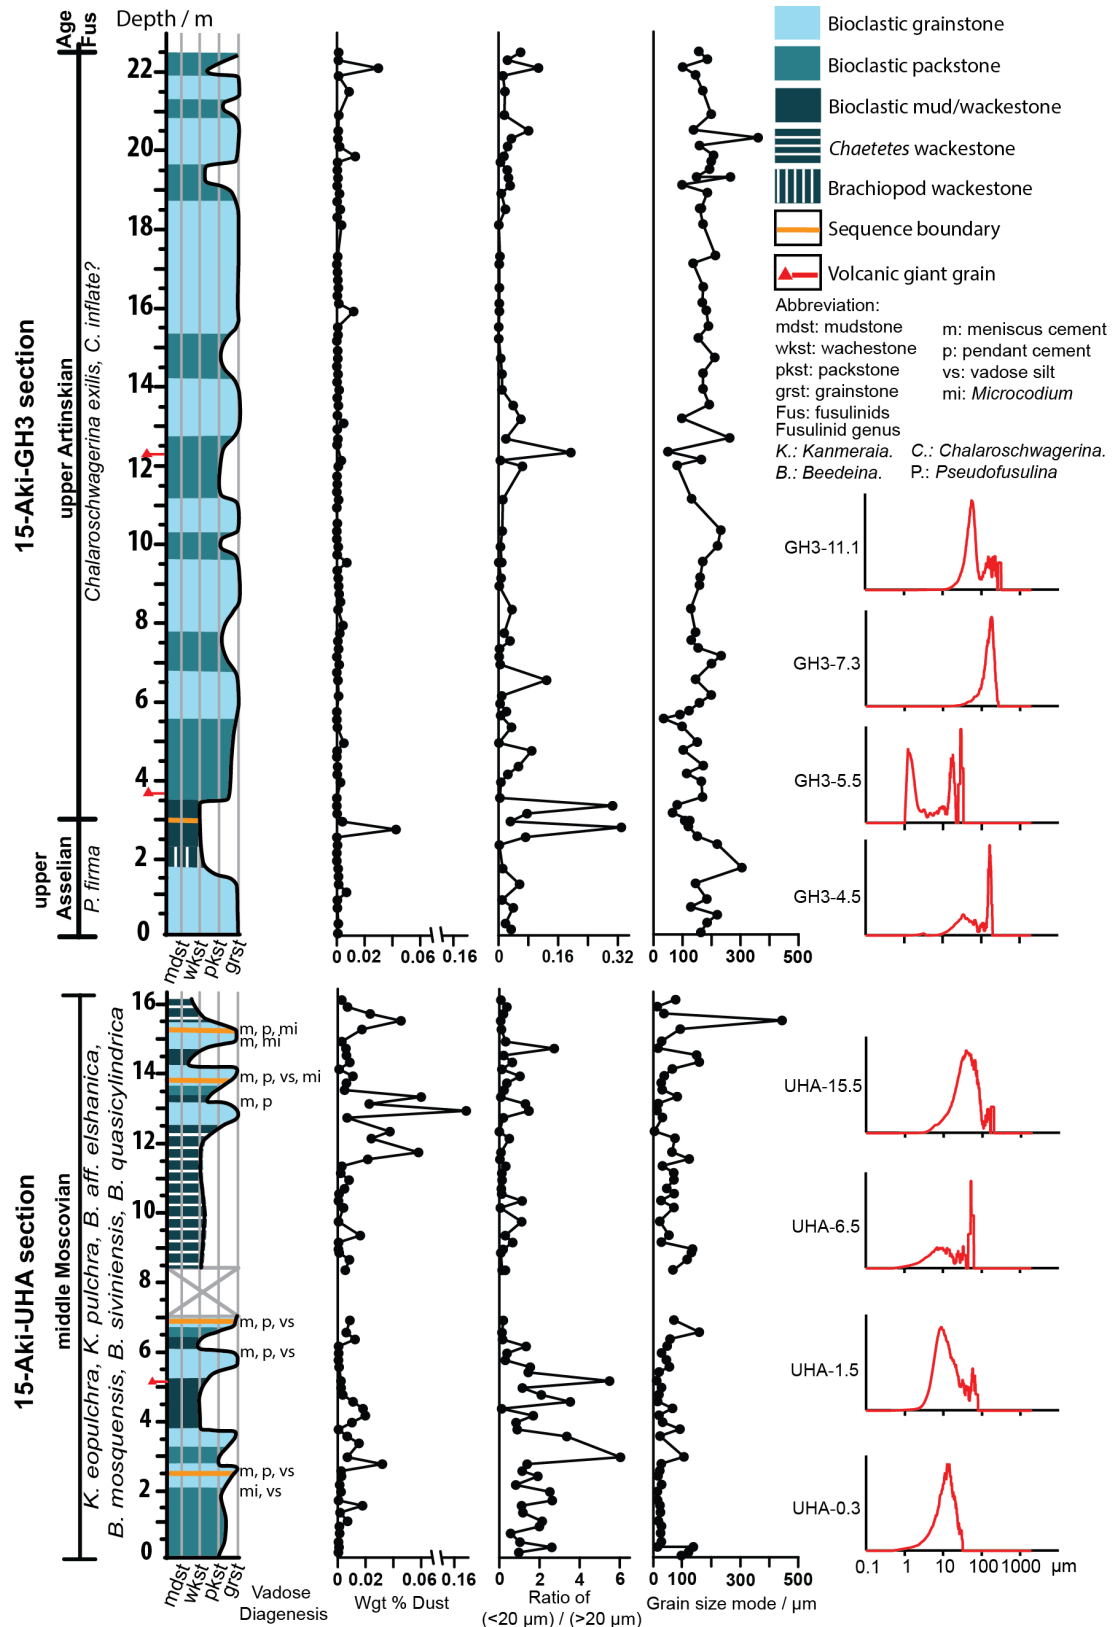 Age
Fus
Depth / m
22
20
18
16
14
12
10
8
6
4
2
0
15-Aki-GH3 section
upper Artinskian
Chalaroschwagerina exilis, C. inflate?
upper
Asselian
P. firma
mdst
wkst
pkst
grst
0.02
0.06
0.16
0
0.16
0.32
0
100
300
500
Bioclastic grainstone
Bioclastic packstone
Bioclastic mud/wackestone
Chaetetes wackestone
Brachiopod wackestone
Sequence boundary
Volcanic giant grain
Abbreviation:
mdst: mudstone
wkst: wachestone
pkst: packstone
grst: grainstone
Fus: fusulinids
m: meniscus cement
p: pendant cement
vs: vadose silt
mi: Microcodium
Fusulinid genus
K.: Kanmeraia. C.: Chalaroschwagerina.
B.: Beedeina. P.: Pseudofusulina
GH3-11.1
GH3-7.3
GH3-5.5
GH3-4.5
15-Aki-UHA section
middle Moscovian
K. eopulchra, K. pulchra, B. aff. elshanica,
B. mosquensis, B. siviniensis, B. quasicylindrica
16
14
12
10
8
6
4
2
0
m, p, mi
m, mi
m, p, vs, mi
m, p
m, p, vs
m, p, vs
m, p, vs
mi, vs
mdst
wkst
pkst
grst
Vadose
Diagenesis
0
0.02
0.06
0.16
Wgt % Dust
0
2
4
6
Ratio of
(<20 μm) / (>20 μm)
0
100
300
500
Grain size mode / μm
UHA-15.5
UHA-6.5
UHA-1.5
UHA-0.3
0.1
1
10
100
1000
μm